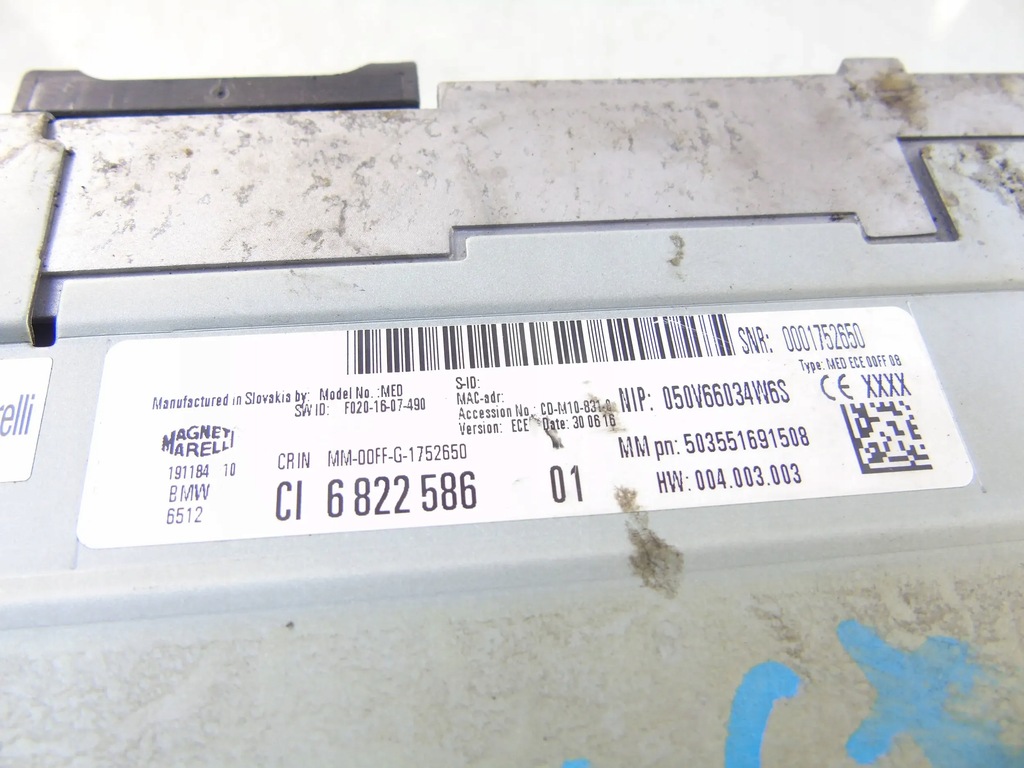 SNR: 0001752650
Type: MED ECE 00FF 08
Manufactured in Slovakia by: Model No.: MED
SW ID: F020-16-07-490
S-ID:
MAC-adr:
Accession No.: CD-M10-831
Version: ECE Date: 30 06 16
NIP: 050V66034W6S
CE XXXX
MAGNETI
MARELLI
191184 10
BMW
6512
CRIN MM-00FF-G-1752650
CI 6 822 586 01
MM pn: 503551691508
HW: 004.003.003
relli